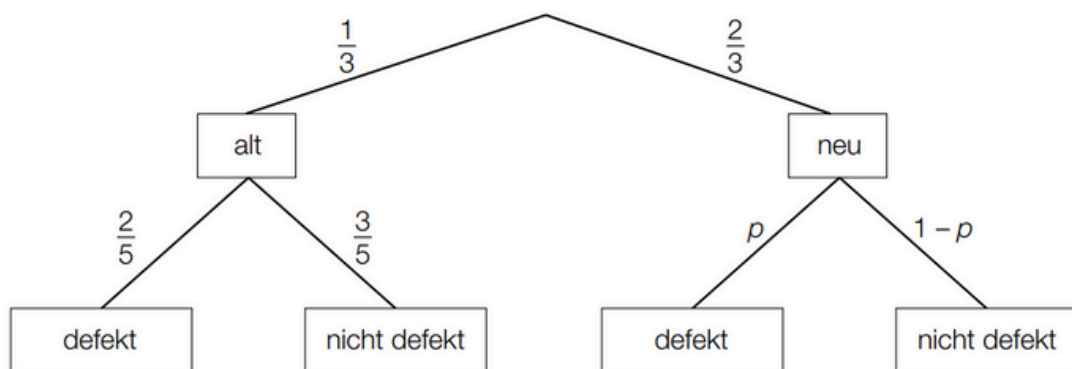 1/3 2/3
alt neu
2/5 3/5 p 1 – p
defekt nicht defekt defekt nicht defekt